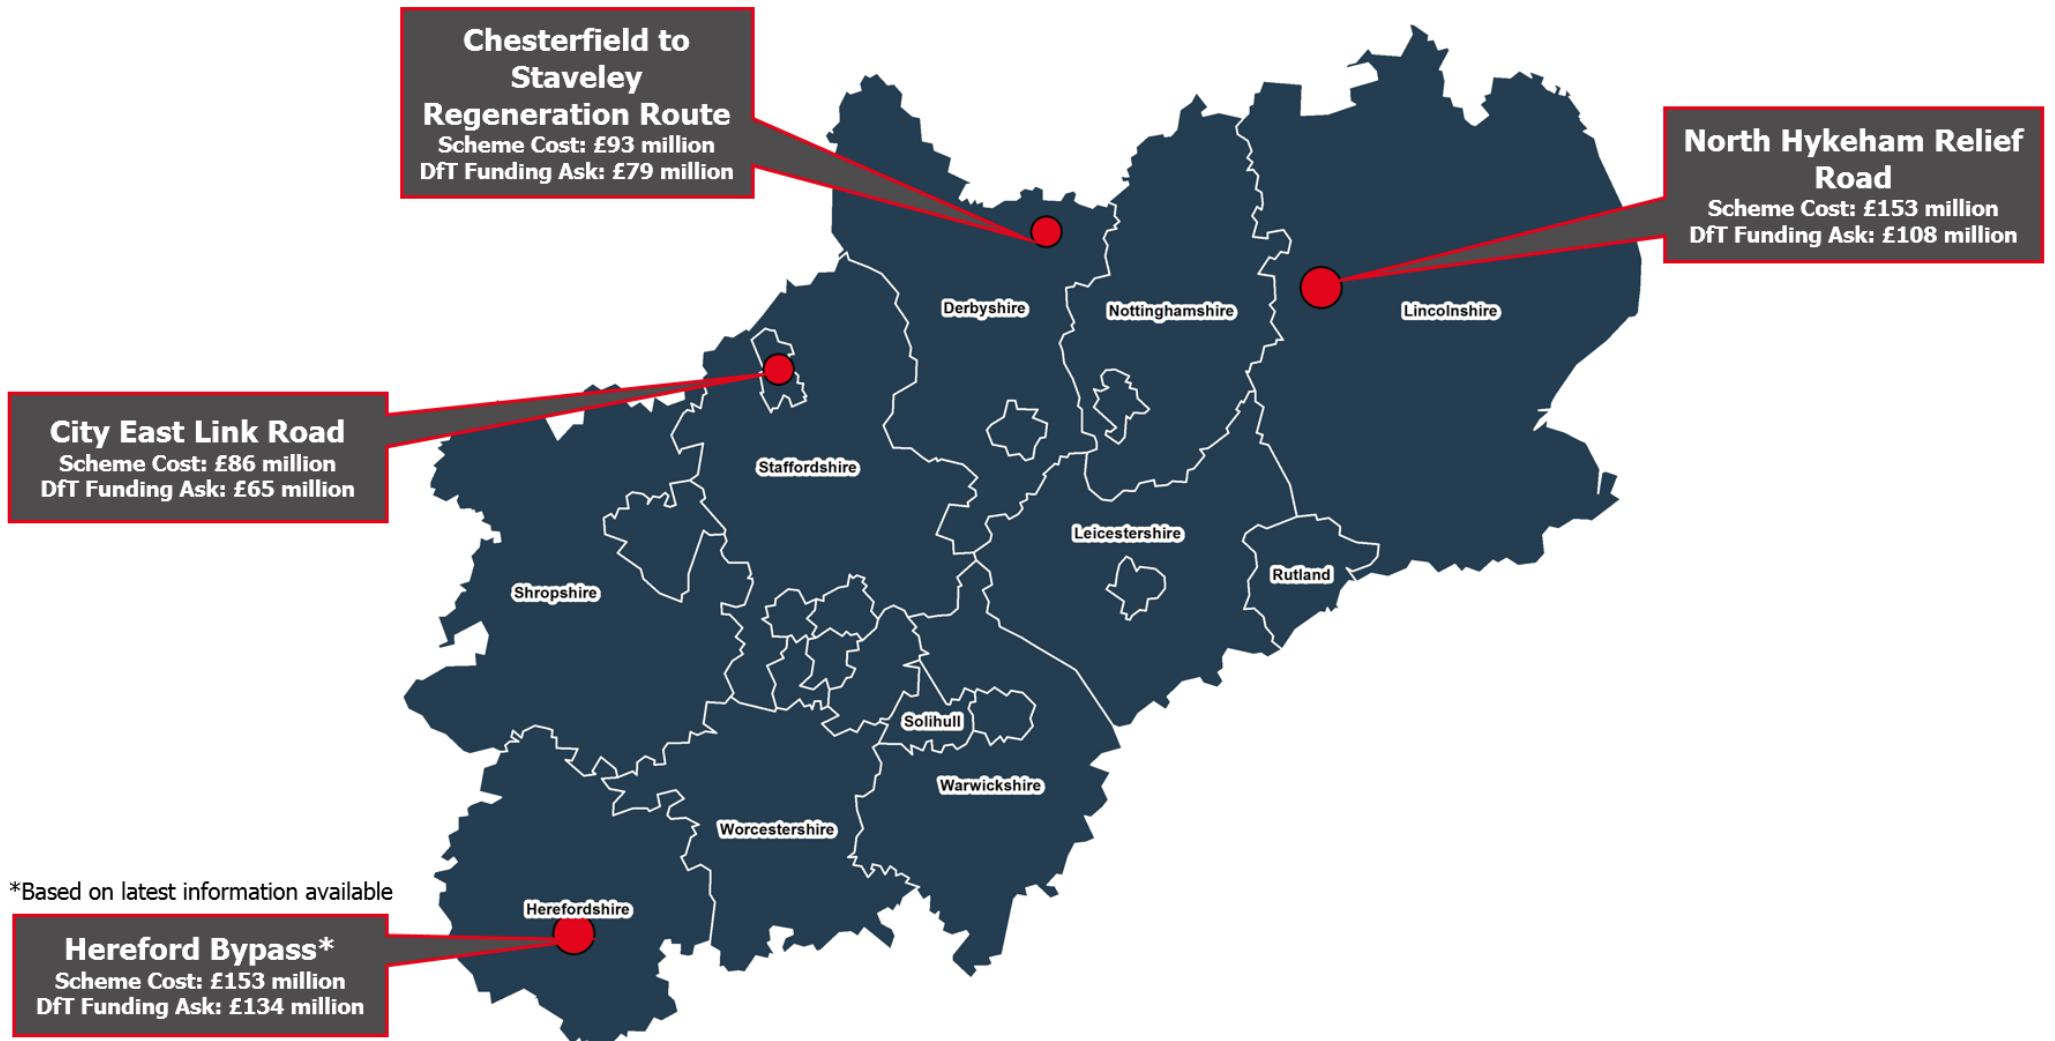 Chesterfield to
Staveley
Regeneration Route
Scheme Cost: £93 million
DfT Funding Ask: £79 million
North Hykeham Relief
Road
Scheme Cost: £153 million
DfT Funding Ask: £108 million
Derbyshire
Nottinghamshire
Lincolnshire
City East Link Road
Scheme Cost: £86 million
DfT Funding Ask: £65 million
Staffordshire
Leicestershire
Rutland
Shropshire
Solihull
Warwickshire
Worcestershire
Herefordshire
*Based on latest information available
Hereford Bypass*
Scheme Cost: £153 million
DfT Funding Ask: £134 million